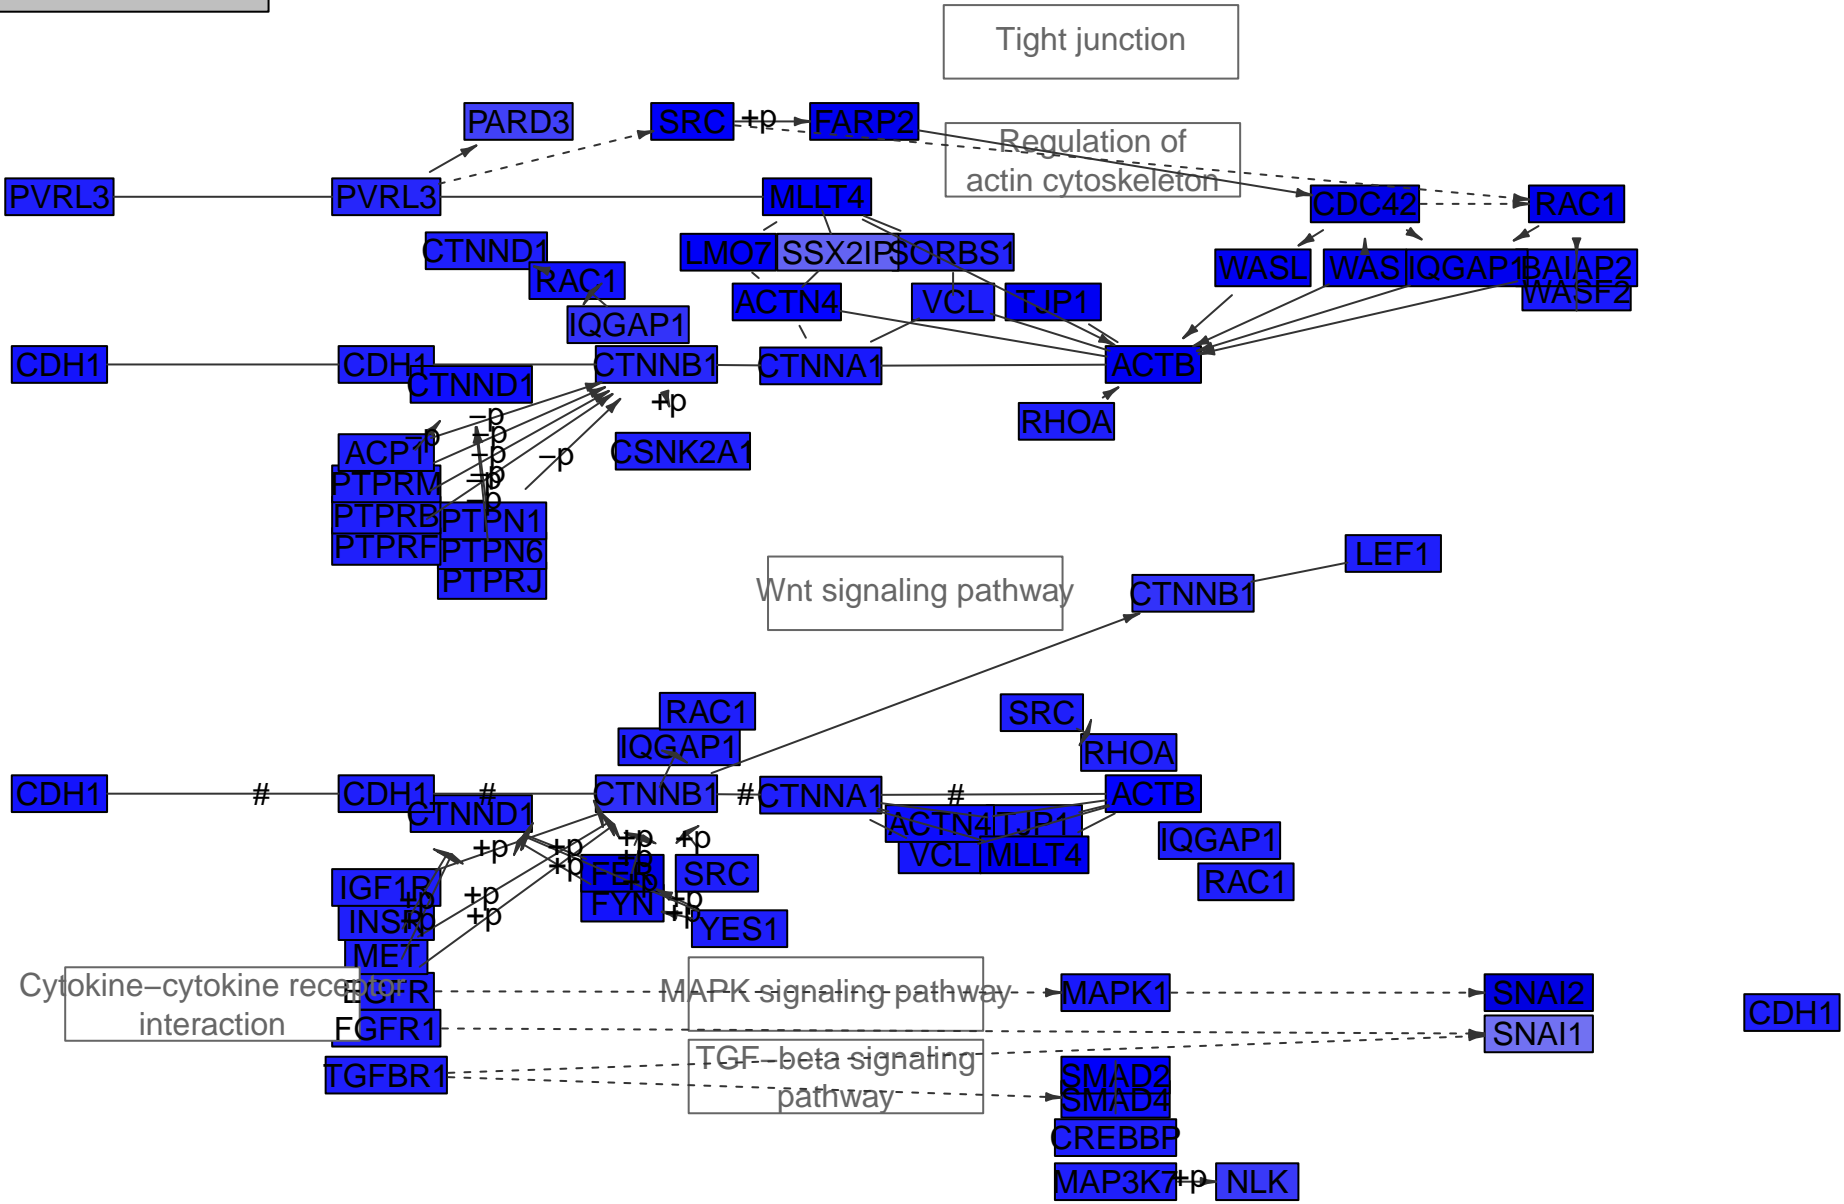 Tight junction
PARD3
SRC
+p
FARP2
Regulation of
actin cytoskeleton
PVRL3
PVRL3
MLLT4
CDC42
RAC1
CTNND1
LMO7
SSX2IP
SORBS1
WASL
WAS
IQGAP1
BAIAP2
RAC1
WASF2
ACTN4
VCL
TJP1
IQGAP1
CDH1
CDH1
CTNNB1
CTNNA1
ACTB
CTNND1
+p
–p
RHOA
–p
–p
ACP1
–p
–p
CSNK2A1
–p
PTPRM
–p
–p
PTPRB
PTPN1
PTPRF
PTPN6
LEF1
PTPRJ
Wnt signaling pathway
CTNNB1
RAC1
SRC
IQGAP1
RHOA
CDH1
#
CDH1
#
CTNNB1
#
CTNNA1
#
ACTB
CTNND1
ACTN4
TJP1
+p
+p
+p
+p
IQGAP1
VCL
MLLT4
+p
+p
FER
SRC
RAC1
IGF1R
+p
+p
+p
FYN
+p
INSR
+p
+p
+p
YES1
MET
Cytokine–cytokine receptor
interaction
EGFR
MAPK signaling pathway
MAPK1
SNAI2
CDH1
FGFR1
SNAI1
TGF–beta signaling
pathway
TGFBR1
SMAD2
SMAD4
CREBBP
MAP3K7
+p
NLK